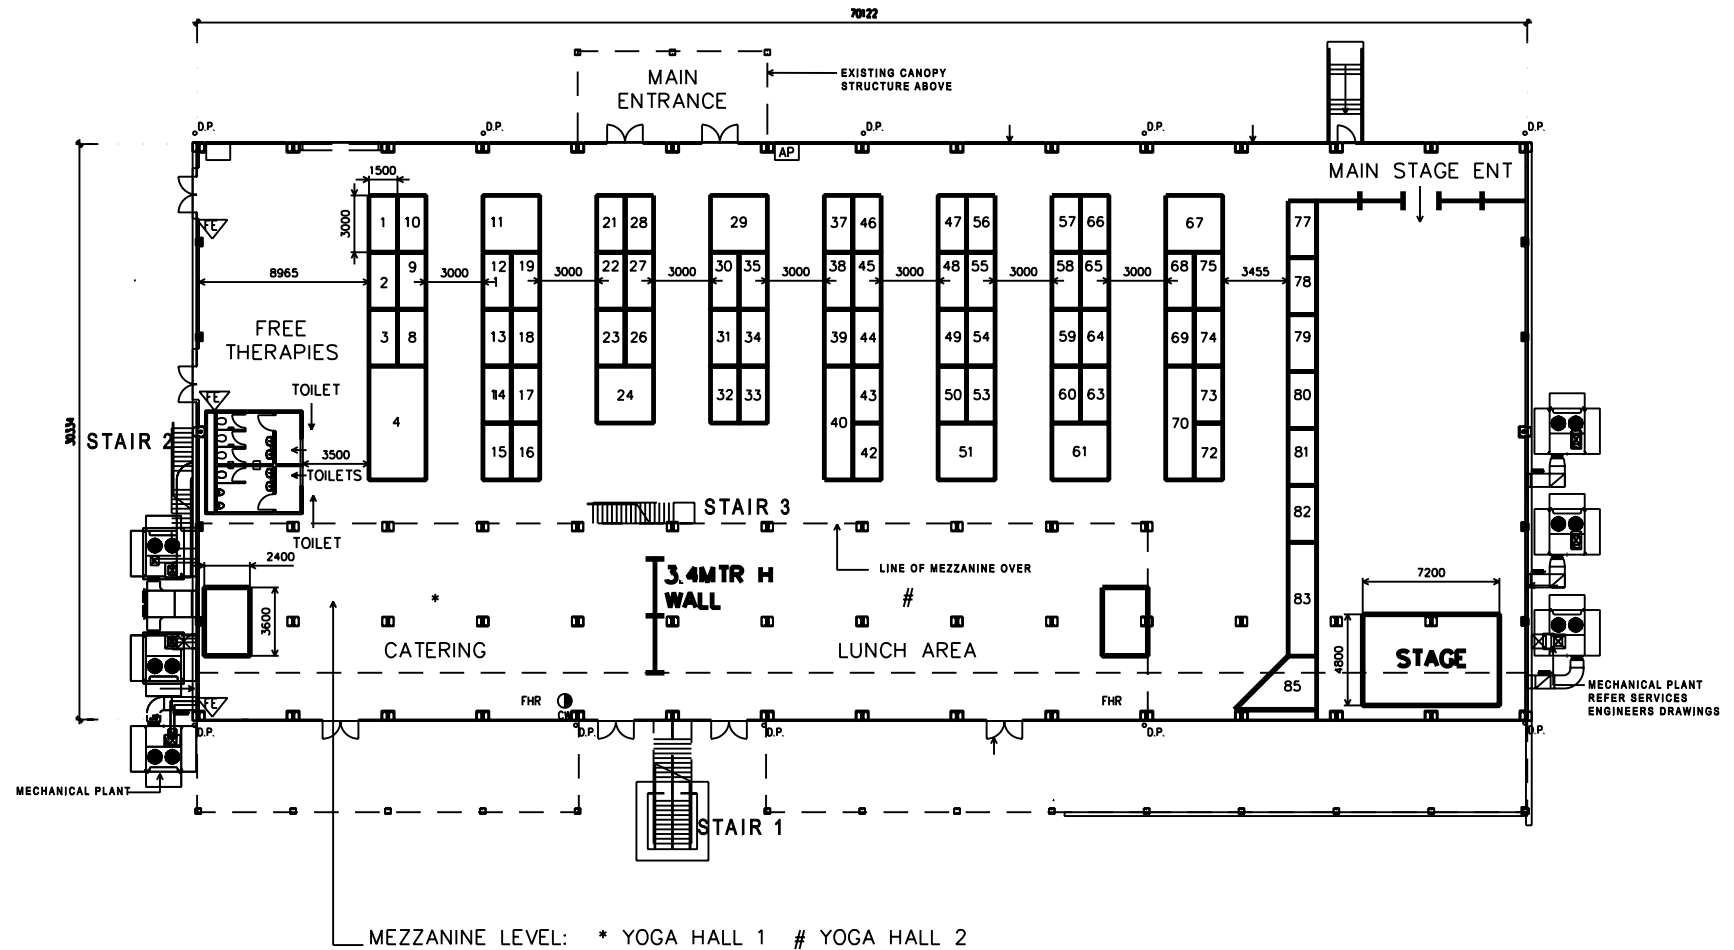 70122
MAIN
ENTRANCE
EXISTING CANOPY
STRUCTURE ABOVE
D.P.
D.P.
D.P.
D.P.
D.P.
AP
1500
MAIN STAGE ENT
3000
1 10 11 21 28 29 37 46 47 56 57 66 67 77
FE
9 12 19 22 27 30 35 38 45 48 55 58 65 68 75
2 78
8965 3000 3000 3000 3000 3000 3000 3000 3455
FREE
THERAPIES
3 8 13 18 23 26 31 34 39 44 49 54 59 64 69 74 79
TOILET
FE
14 17 24 32 33 43 50 53 60 63 73 80
4 40 70
30334
STAIR 2
3500
15 16 42 51 61 72 81
TOILETS
STAIR 3
82
TOILET
2400
LINE OF MEZZANINE OVER
3.4MTR H
WALL
7200
* #
83
3600
CATERING
LUNCH AREA
4800
STAGE
85
MECHANICAL PLANT
REFER SERVICES
ENGINEERS DRAWINGS
FE
FHR
CW
FHR
D.P.
D.P.
D.P.
D.P.
D.P.
MECHANICAL PLANT
STAIR 1
MEZZANINE LEVEL: * YOGA HALL 1 # YOGA HALL 2